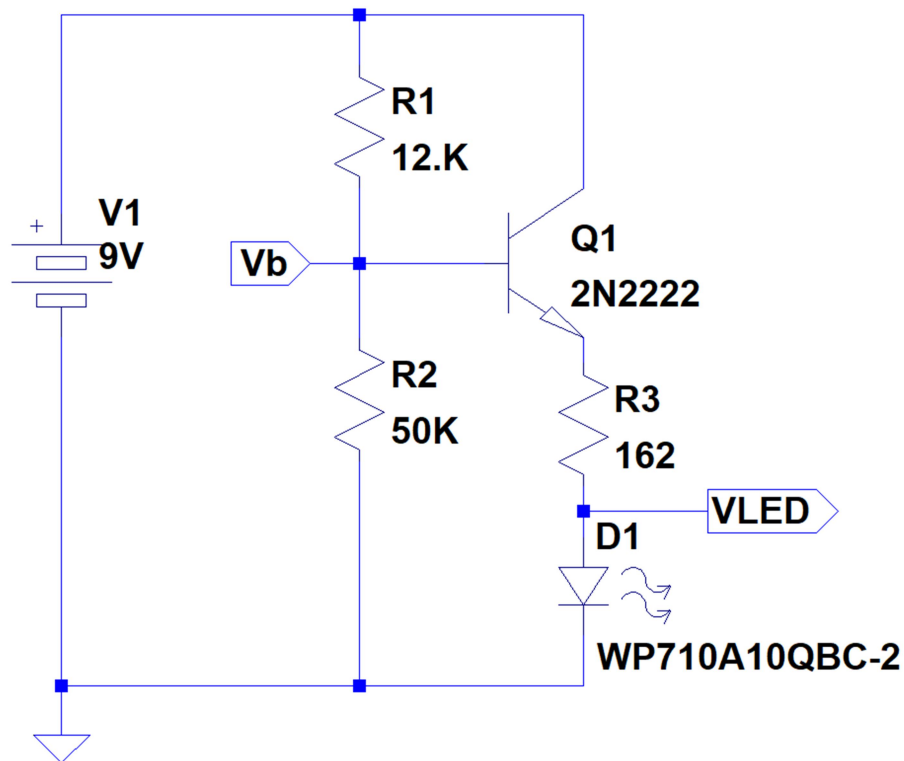 R1
12.K
V1
9V
+
Vb
Q1
2N2222
R2
50K
R3
162
VLED
D1
WP710A10QBC-2